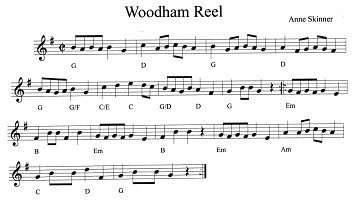 Woodham Reel
Anne Skinner
G D G D
G G/F C/E C G/D D G Em
B Em B Em Am
C D G